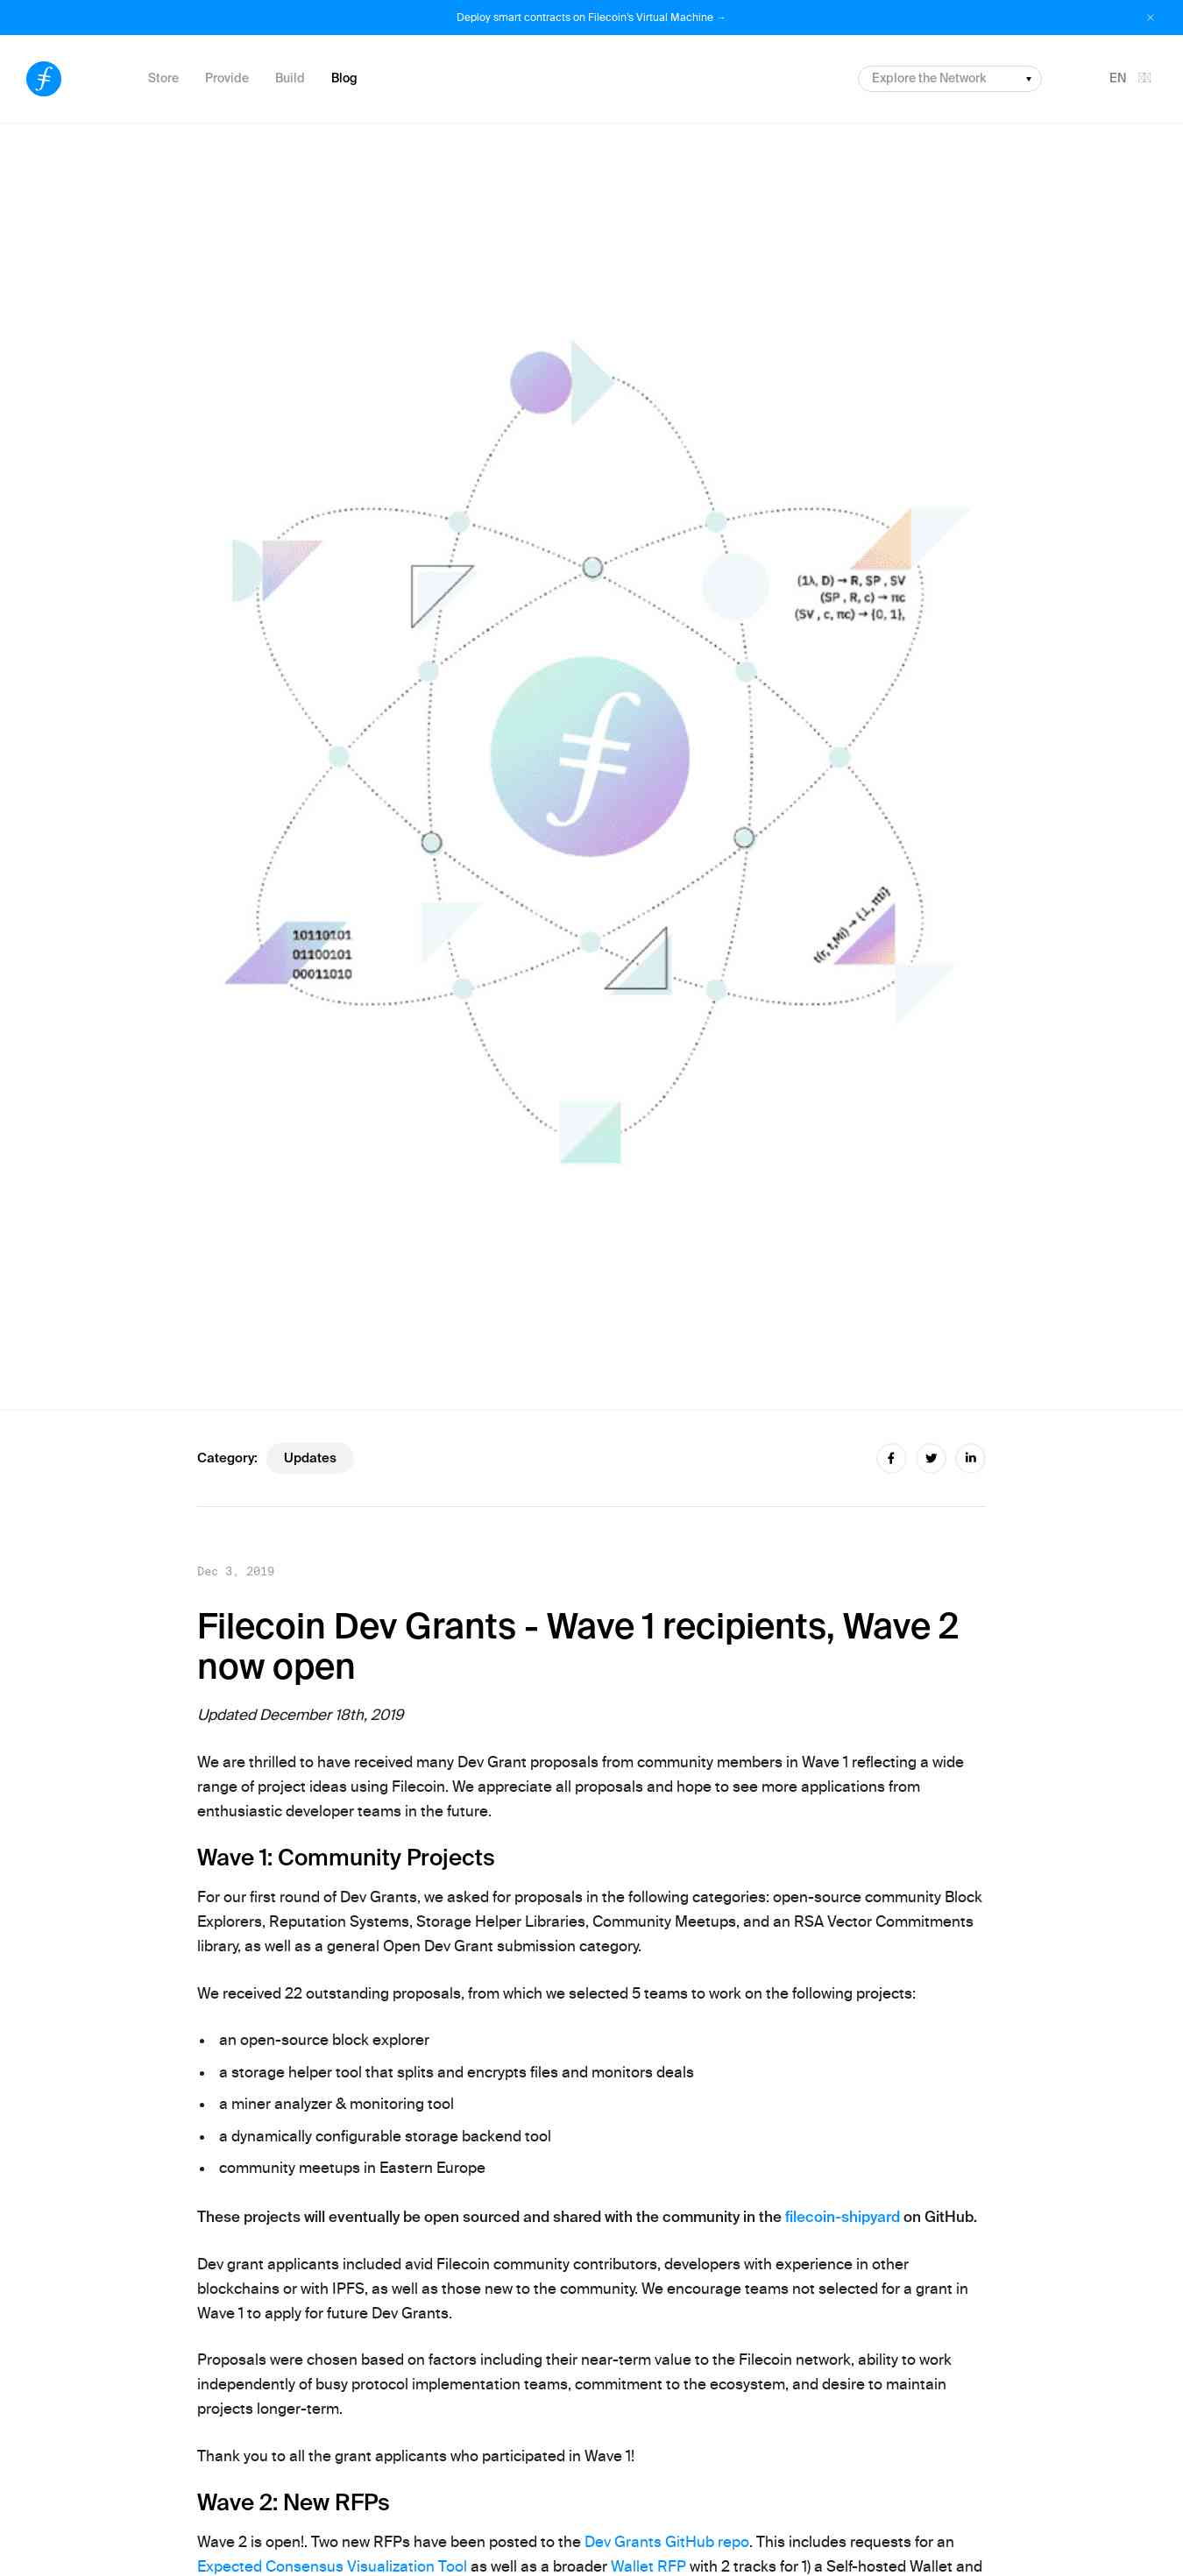 Deploy smart contracts on Filecoin's Virtual Machine →
Store Provide Build Blog
Explore the Network
EN
(1λ, D) → R, SP , SV
(SP , R, c) → πc
(SV , c, πc) → {0, 1},
10110101
01100101
00011010
Category: Updates
Dec 3, 2019
Filecoin Dev Grants - Wave 1 recipients, Wave 2
now open
Updated December 18th, 2019
We are thrilled to have received many Dev Grant proposals from community members in Wave 1 reflecting a wide
range of project ideas using Filecoin. We appreciate all proposals and hope to see more applications from
enthusiastic developer teams in the future.
Wave 1: Community Projects
For our first round of Dev Grants, we asked for proposals in the following categories: open-source community Block
Explorers, Reputation Systems, Storage Helper Libraries, Community Meetups, and an RSA Vector Commitments
library, as well as a general Open Dev Grant submission category.
We received 22 outstanding proposals, from which we selected 5 teams to work on the following projects:
• an open-source block explorer
• a storage helper tool that splits and encrypts files and monitors deals
• a miner analyzer & monitoring tool
• a dynamically configurable storage backend tool
• community meetups in Eastern Europe
These projects will eventually be open sourced and shared with the community in the filecoin-shipyard on GitHub.
Dev grant applicants included avid Filecoin community contributors, developers with experience in other
blockchains or with IPFS, as well as those new to the community. We encourage teams not selected for a grant in
Wave 1 to apply for future Dev Grants.
Proposals were chosen based on factors including their near-term value to the Filecoin network, ability to work
independently of busy protocol implementation teams, commitment to the ecosystem, and desire to maintain
projects longer-term.
Thank you to all the grant applicants who participated in Wave 1!
Wave 2: New RFPs
Wave 2 is open!. Two new RFPs have been posted to the Dev Grants GitHub repo. This includes requests for an
Expected Consensus Visualization Tool as well as a broader Wallet RFP with 2 tracks for 1) a Self-hosted Wallet and